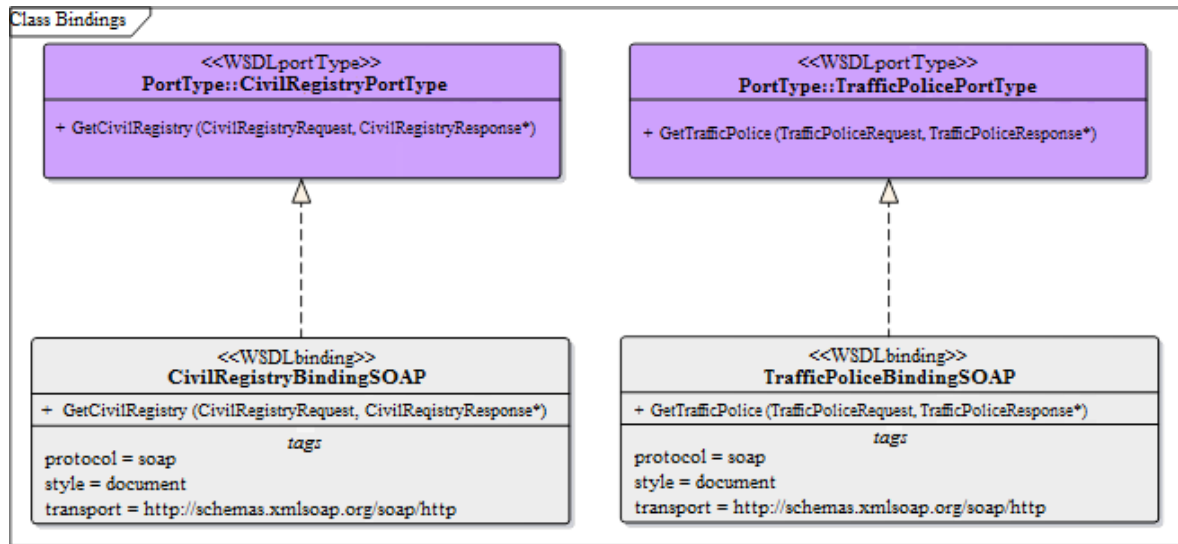 Class Bindings
<<WSDLportType>>
PortType::CivilRegistryPortType
+ GetCivilRegistry (CivilRegistryRequest, CivilRegistryResponse*)
<<WSDLportType>>
PortType::TrafficPolicePortType
+ GetTrafficPolice (TrafficPoliceRequest, TrafficPoliceResponse*)
<<WSDLbinding>>
CivilRegistryBindingSOAP
+ GetCivilRegistry (CivilRegistryRequest, CivilReqistryResponse*)
tags
protocol = soap
style = document
transport = http://schemas.xmlsoap.org/soap/http
<<WSDLbinding>>
TrafficPoliceBindingSOAP
+ GetTrafficPolice (TrafficPoliceRequest, TrafficPoliceResponse*)
tags
protocol = soap
style = document
transport = http://schemas.xmlsoap.org/soap/http